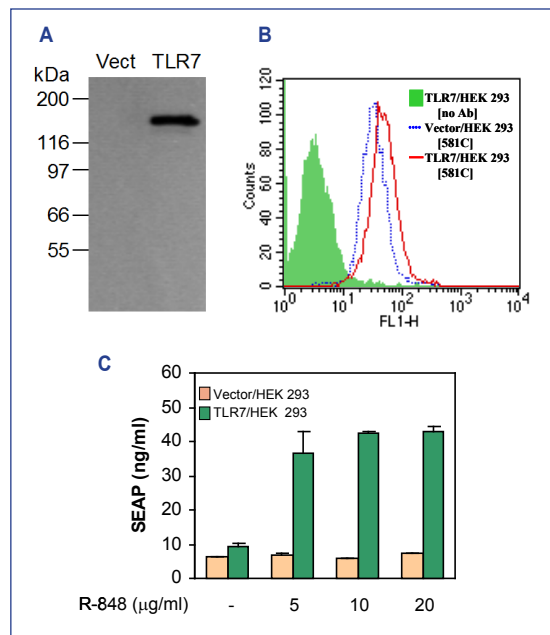 A
Vect TLR7
kDa
200
116
97
66
55
B
120
100
80
60
40
20
0
Counts
TLR7/HEK 293
[no Ab]
Vector/HEK 293
[581C]
TLR7/HEK 293
[581C]
10⁰ 10¹ 10² 10³ 10⁴
FL1-H
C
60
50
40
30
20
10
0
SEAP (ng/ml)
Vector/HEK 293
TLR7/HEK 293
R-848 (µg/ml) - 5 10 20